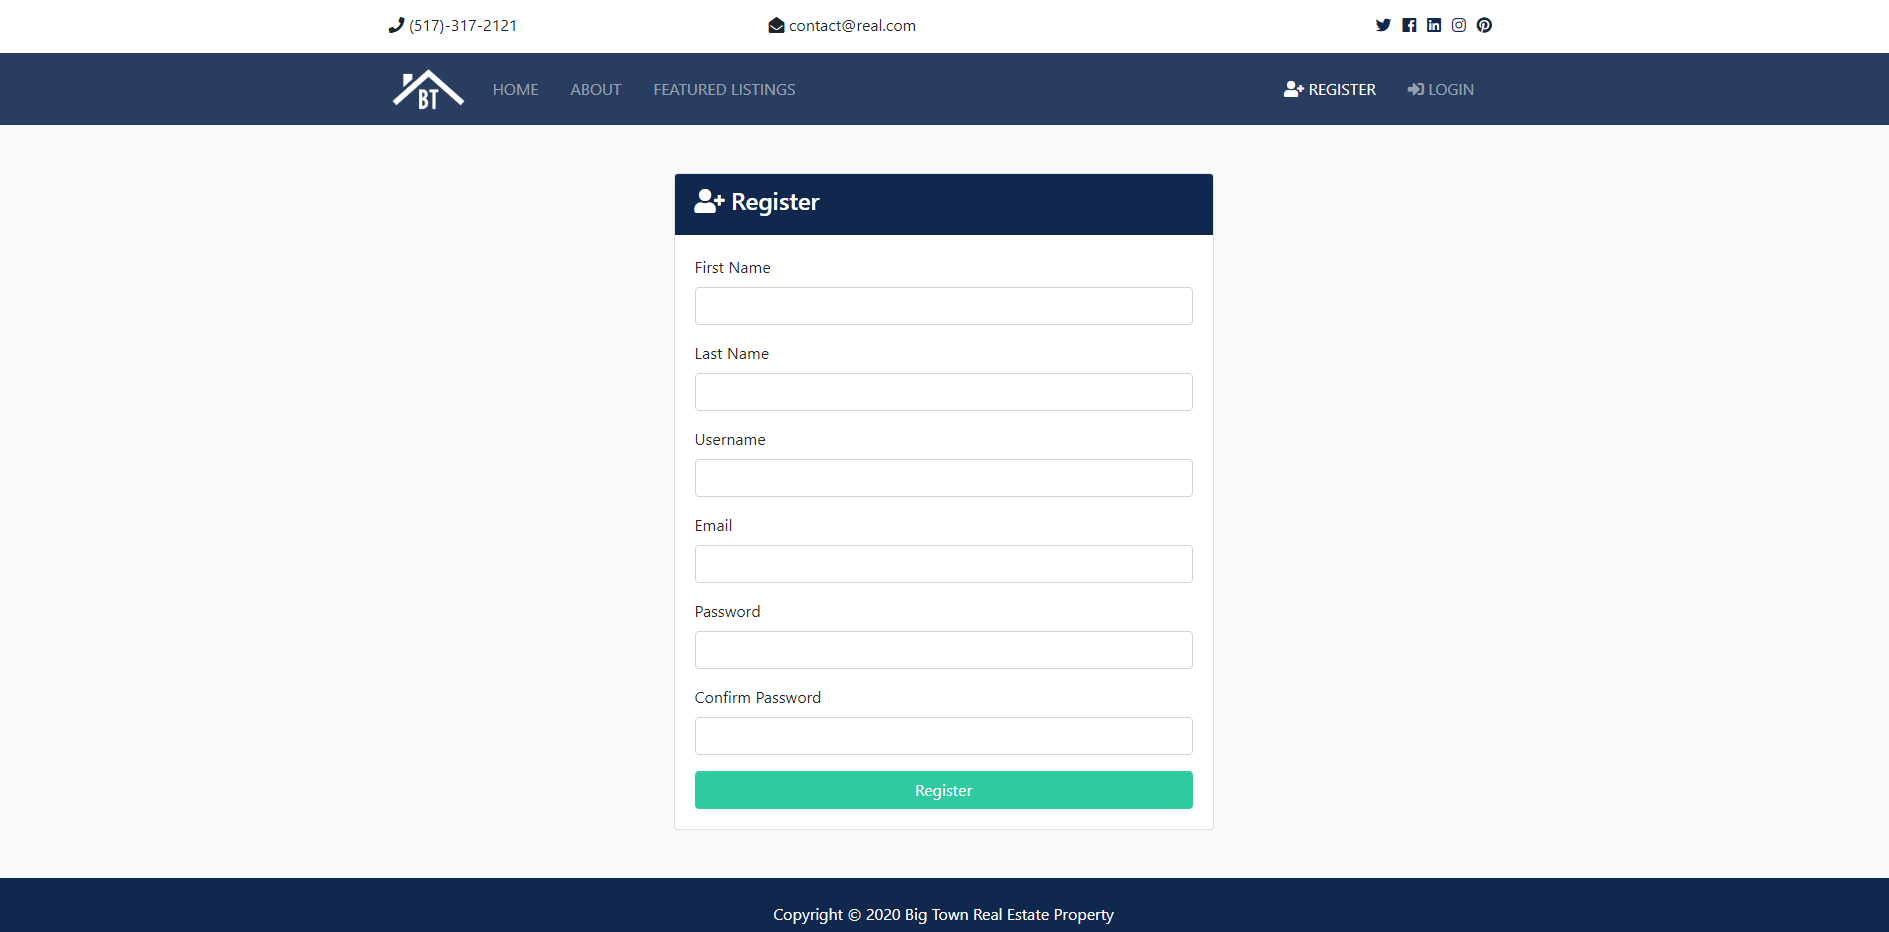 (517)-317-2121
contact@real.com
BT
HOME
ABOUT
FEATURED LISTINGS
REGISTER
LOGIN
Register
First Name
Last Name
Username
Email
Password
Confirm Password
Register
Copyright © 2020 Big Town Real Estate Property